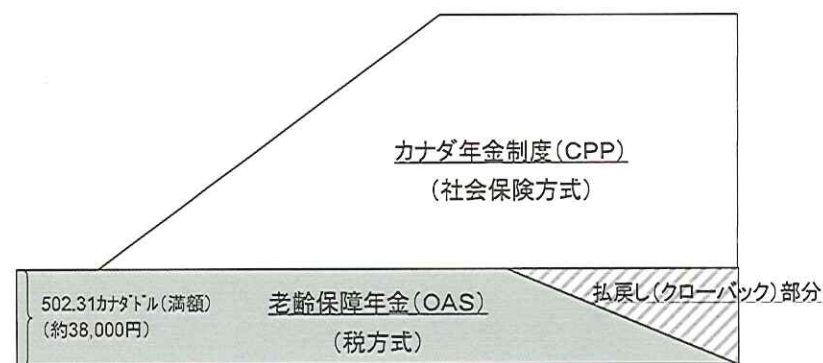 カナダ年金制度(CPP)
(社会保険方式)
502.31カナダドル(満額)
(約38,000円)
老齢保障年金(OAS)
(税方式)
払戻し(クローバック)部分